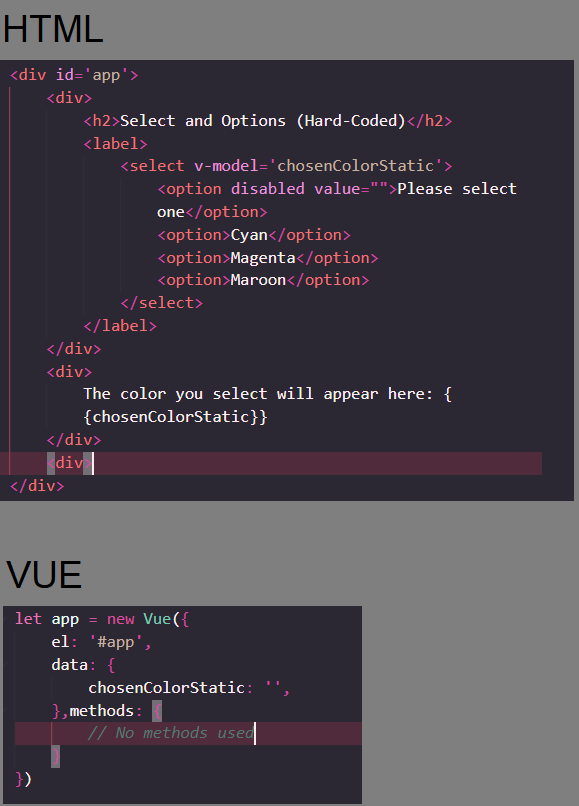 HTML
<div id='app'>
<div>
<h2>Select and Options (Hard-Coded)</h2>
<label>
<select v-model='chosenColorStatic'>
<option disabled value="">Please select
one</option>
<option>Cyan</option>
<option>Magenta</option>
<option>Maroon</option>
</select>
</label>
</div>
<div>
The color you select will appear here: {
{chosenColorStatic}}
</div>
<div>
</div>
VUE
let app = new Vue({
el: '#app',
data: {
chosenColorStatic: '',
},methods: {
// No methods used
}
})